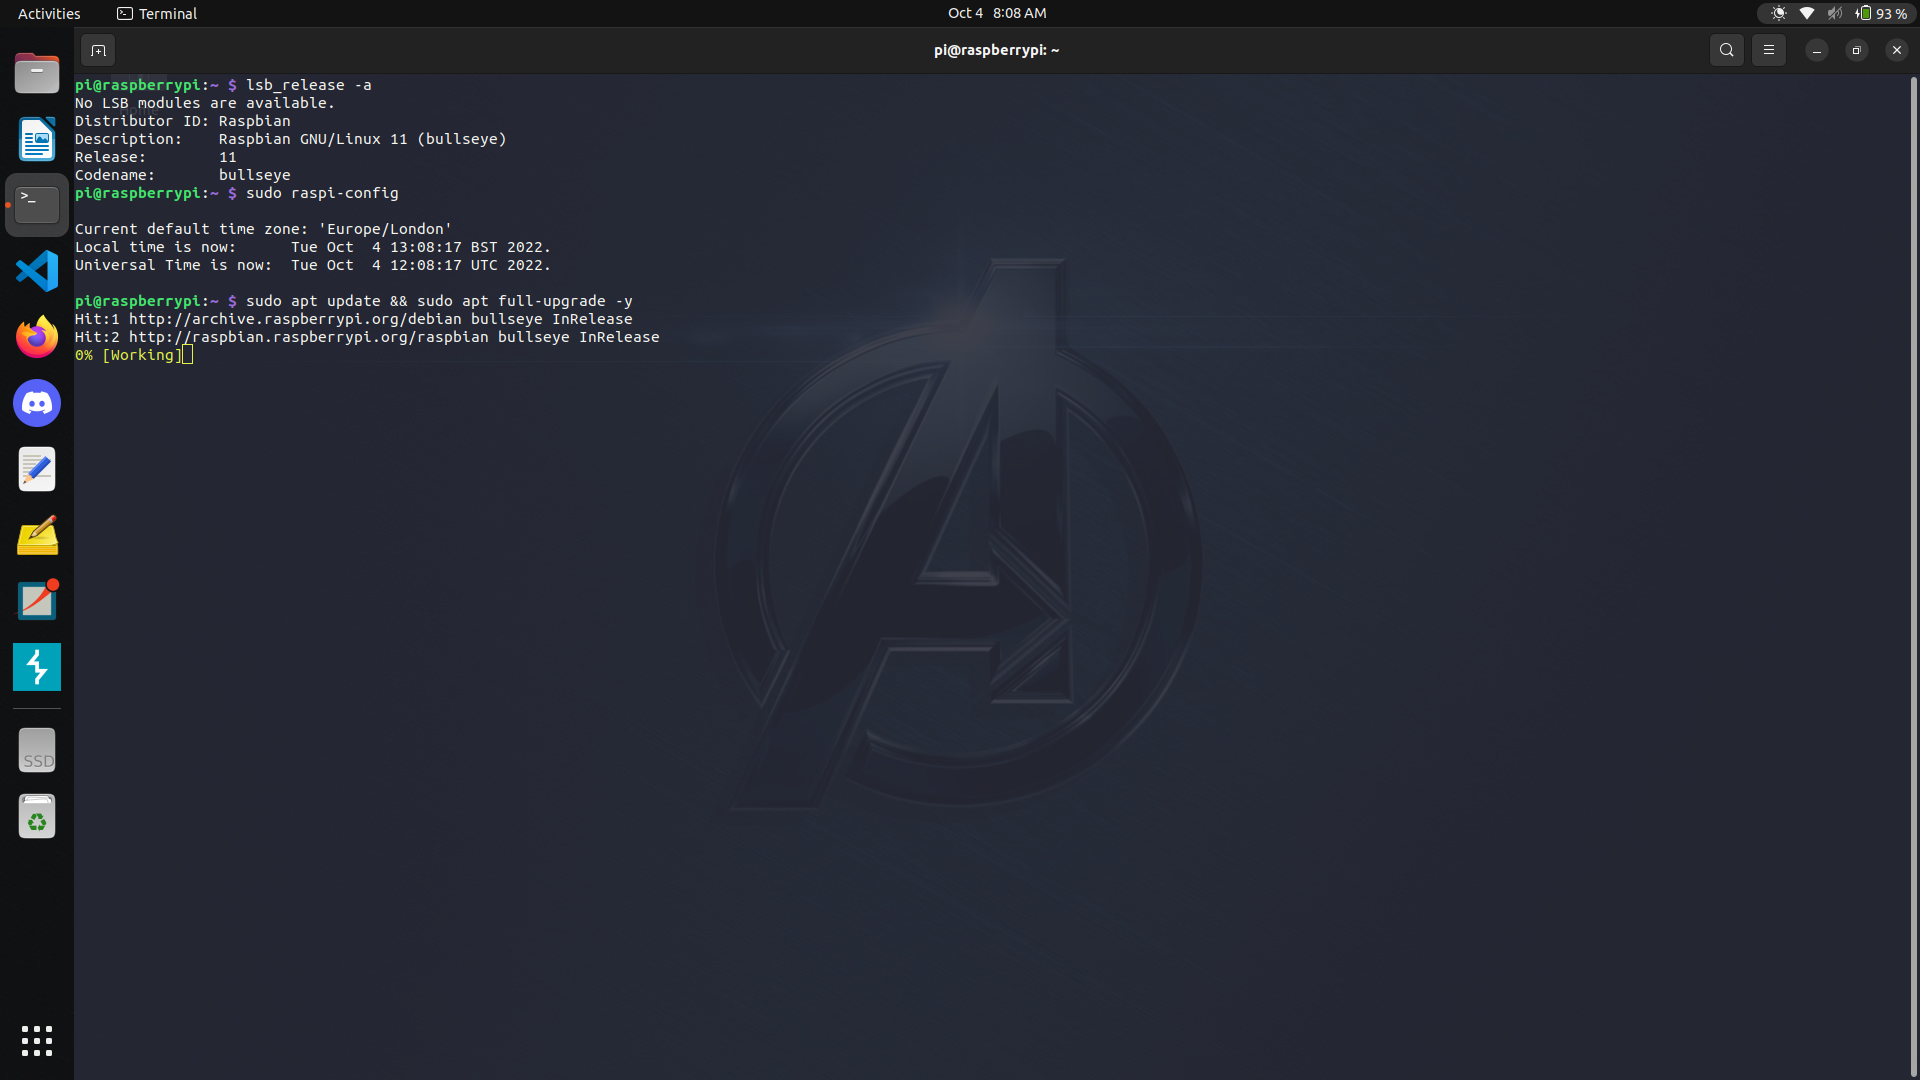 Activities
Terminal
Oct 4  8:08 AM
93 %
pi@raspberrypi: ~
pi@raspberrypi:~ $ lsb_release -a
No LSB modules are available.
Distributor ID: Raspbian
Description:    Raspbian GNU/Linux 11 (bullseye)
Release:        11
Codename:       bullseye
pi@raspberrypi:~ $ sudo raspi-config

Current default time zone: 'Europe/London'
Local time is now:      Tue Oct  4 13:08:17 BST 2022.
Universal Time is now:  Tue Oct  4 12:08:17 UTC 2022.

pi@raspberrypi:~ $ sudo apt update && sudo apt full-upgrade -y
Hit:1 http://archive.raspberrypi.org/debian bullseye InRelease
Hit:2 http://raspbian.raspberrypi.org/raspbian bullseye InRelease
0% [Working]
>_
SSD